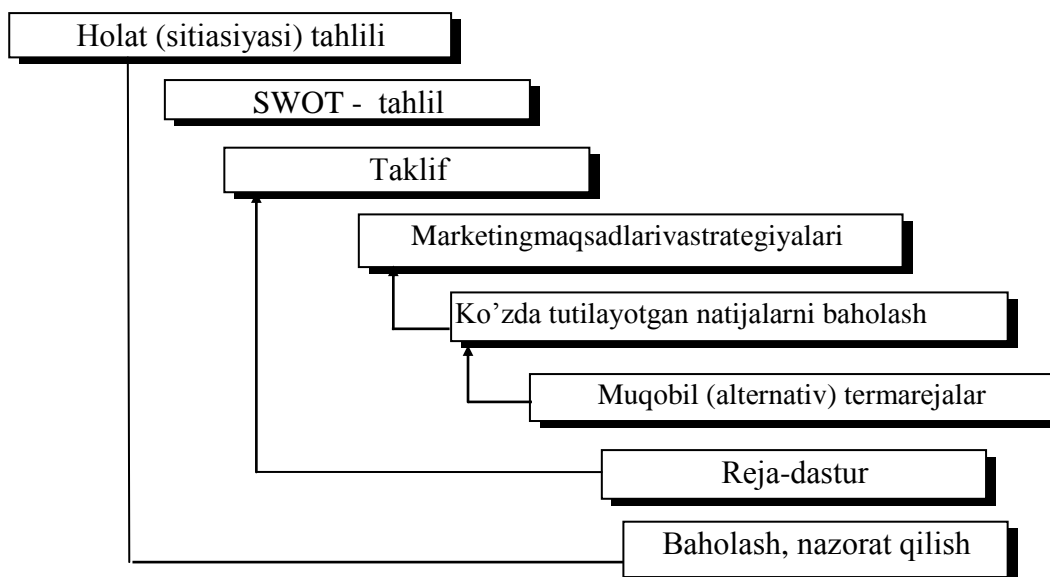 Holat (sitiasiyasi) tahlili
SWOT - tahlil
Taklif
Marketingmaqsadlarivastrategiyalari
Ko’zda tutilayotgan natijalarni baholash
Muqobil (alternativ) termarejalar
Reja-dastur
Baholash, nazorat qilish